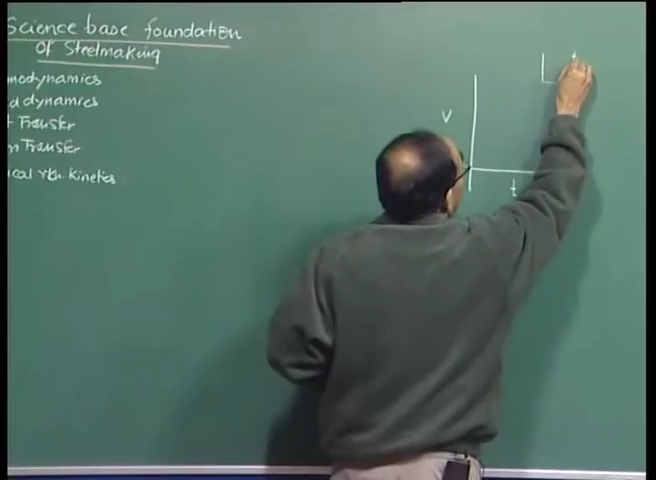 Science base foundation
of Steelmaking
modynamics
d dynamics
t Transfer
n Transfer
ical rxn kinetics
V
t